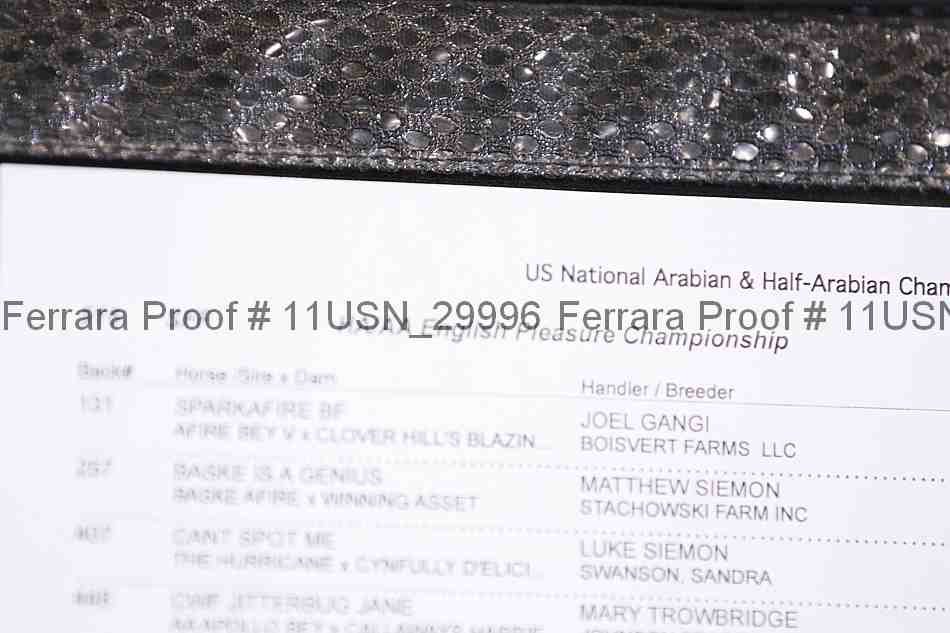 US National Arabian & Half-Arabian Cham
Ferrara Proof # 11USN_29996 Ferrara Proof # 11USN
English Pleasure Championship
Back# Horse /Sire x Dam Handler / Breeder
131 SPARKAFIRE BF JOEL GANGI
AFIRE BEY V x CLOVER HILL'S BLAZIN... BOISVERT FARMS LLC
257 BASKE IS A GENIUS MATTHEW SIEMON
BASKE AFIRE x WINNING ASSET STACHOWSKI FARM INC
407 CANT SPOT ME LUKE SIEMON
THE HURRICANE x CYNFULLY D'ELICI... SWANSON, SANDRA
CWF JITTERBUG JANE MARY TROWBRIDGE